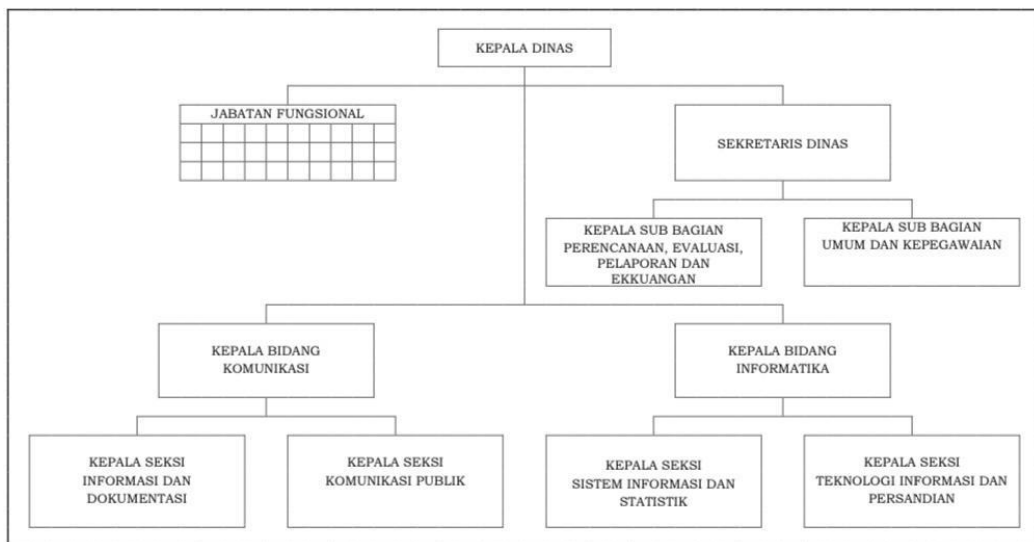 KEPALA DINAS
JABATAN FUNGSIONAL
SEKRETARIS DINAS
KEPALA SUB BAGIAN
PERENCANAAN, EVALUASI,
PELAPORAN DAN
EKKUANGAN
KEPALA SUB BAGIAN
UMUM DAN KEPEGAWAIAN
KEPALA BIDANG
KOMUNIKASI
KEPALA BIDANG
INFORMATIKA
KEPALA SEKSI
INFORMASI DAN
DOKUMENTASI
KEPALA SEKSI
KOMUNIKASI PUBLIK
KEPALA SEKSI
SISTEM INFORMASI DAN
STATISTIK
KEPALA SEKSI
TEKNOLOGI INFORMASI DAN
PERSANDIAN